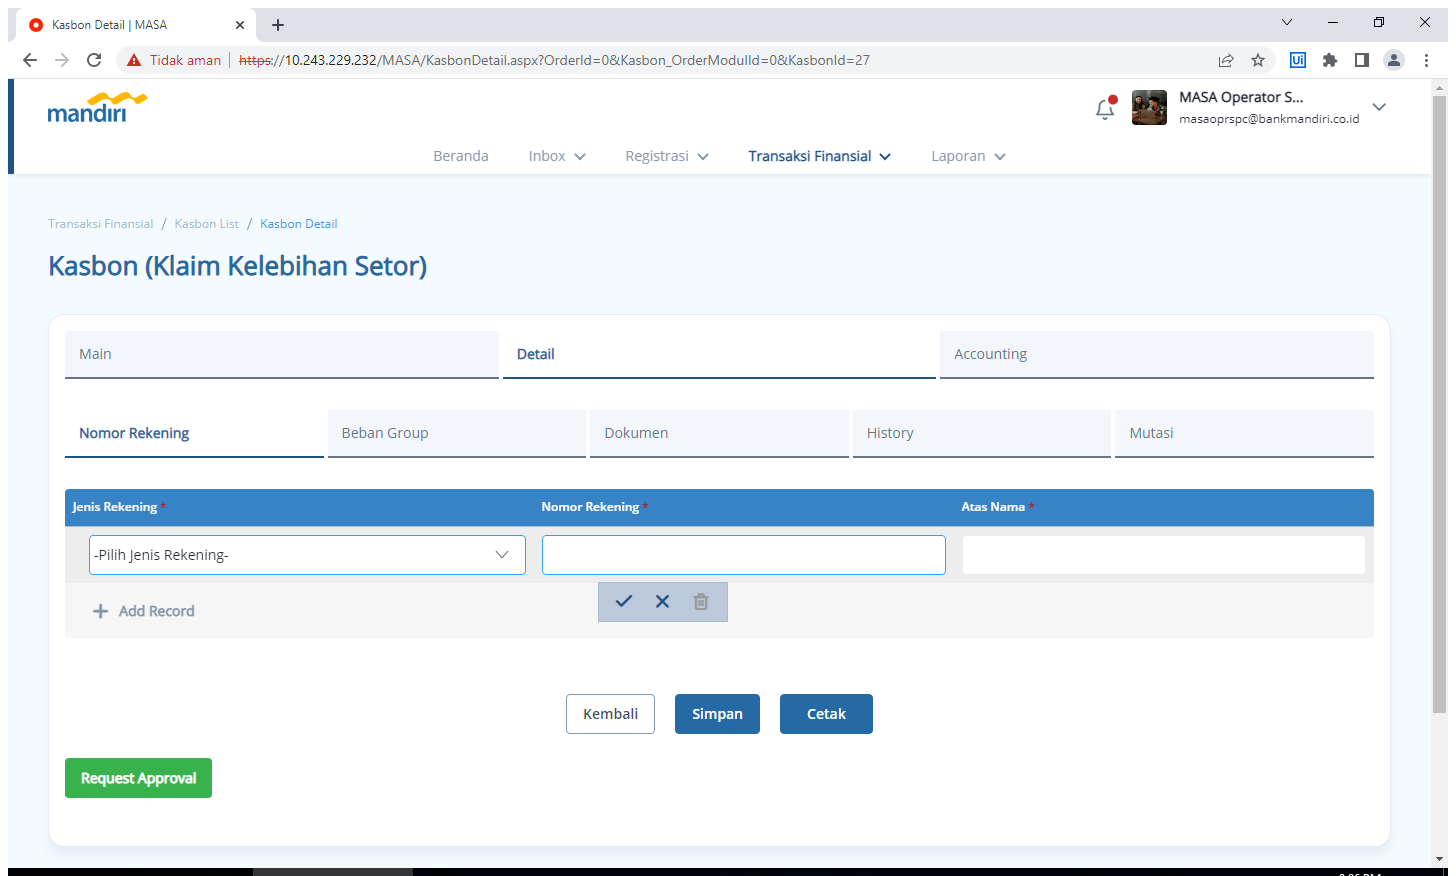 Kasbon Detail | MASA
Tidak aman https://10.243.229.232/MASA/KasbonDetail.aspx?OrderId=0&Kasbon_OrderModulId=0&KasbonId=27
Ui
mandiri
MASA Operator S...
masaoprspc@bankmandiri.co.id
Beranda Inbox Registrasi Transaksi Finansial Laporan
Transaksi Finansial / Kasbon List / Kasbon Detail
Kasbon (Klaim Kelebihan Setor)
Main Detail Accounting
Nomor Rekening Beban Group Dokumen History Mutasi
Jenis Rekening * Nomor Rekening * Atas Nama *
-Pilih Jenis Rekening-
Add Record
Kembali Simpan Cetak
Request Approval